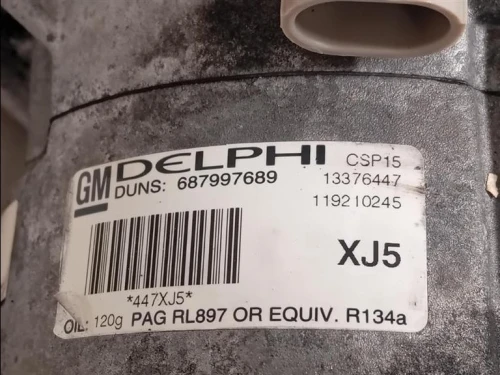 GM DELPHI CSP15
DUNS: 687997689 13376447
119210245
XJ5
*447XJ5*
OIL: 120g PAG RL897 OR EQUIV. R134a